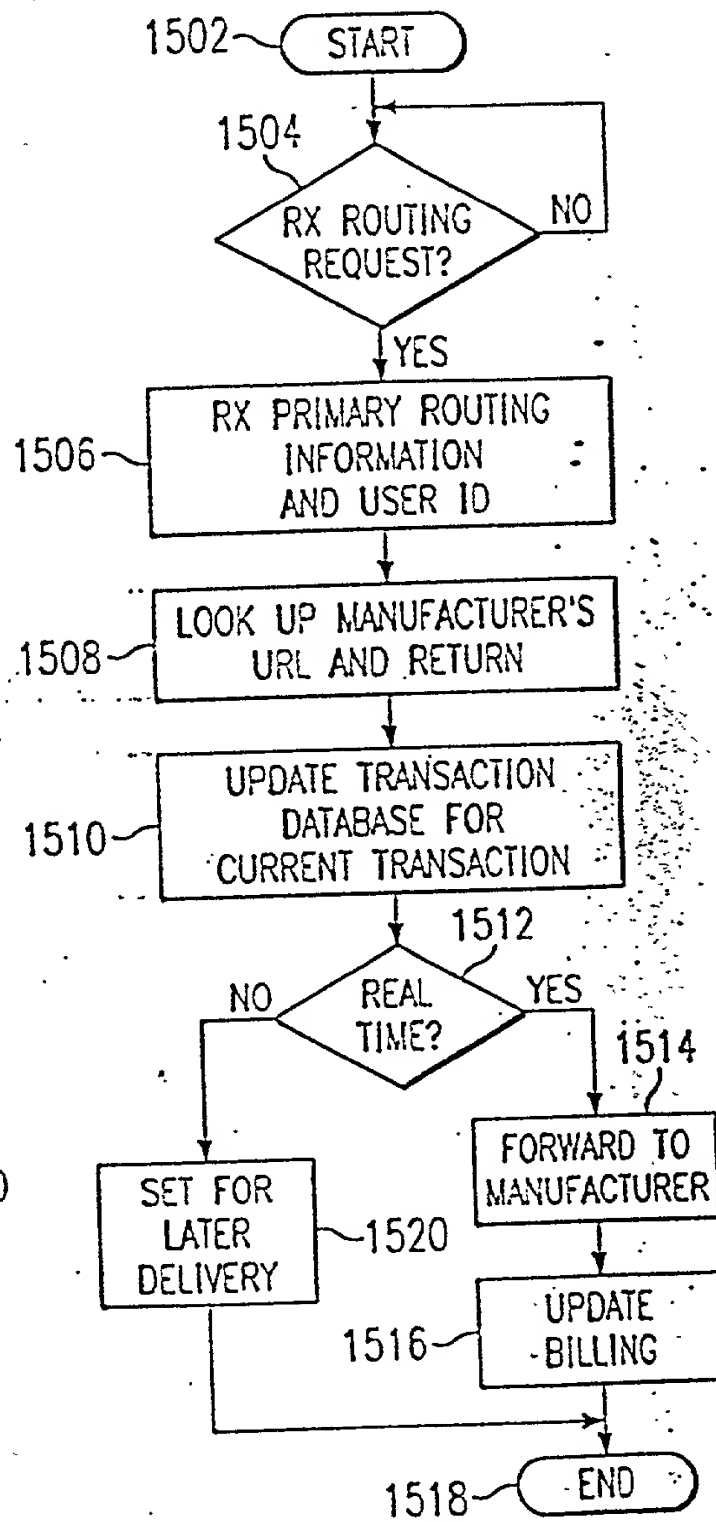 1502
START
1504
RX ROUTING
REQUEST?
NO
YES
1506
RX PRIMARY ROUTING
INFORMATION
AND USER ID
1508
LOOK UP MANUFACTURER'S
URL AND RETURN
1510
UPDATE TRANSACTION
DATABASE FOR
CURRENT TRANSACTION
1512
NO
REAL
TIME?
YES
1514
FORWARD TO
MANUFACTURER
SET FOR
LATER
DELIVERY
1520
1516
UPDATE
BILLING
1518
END